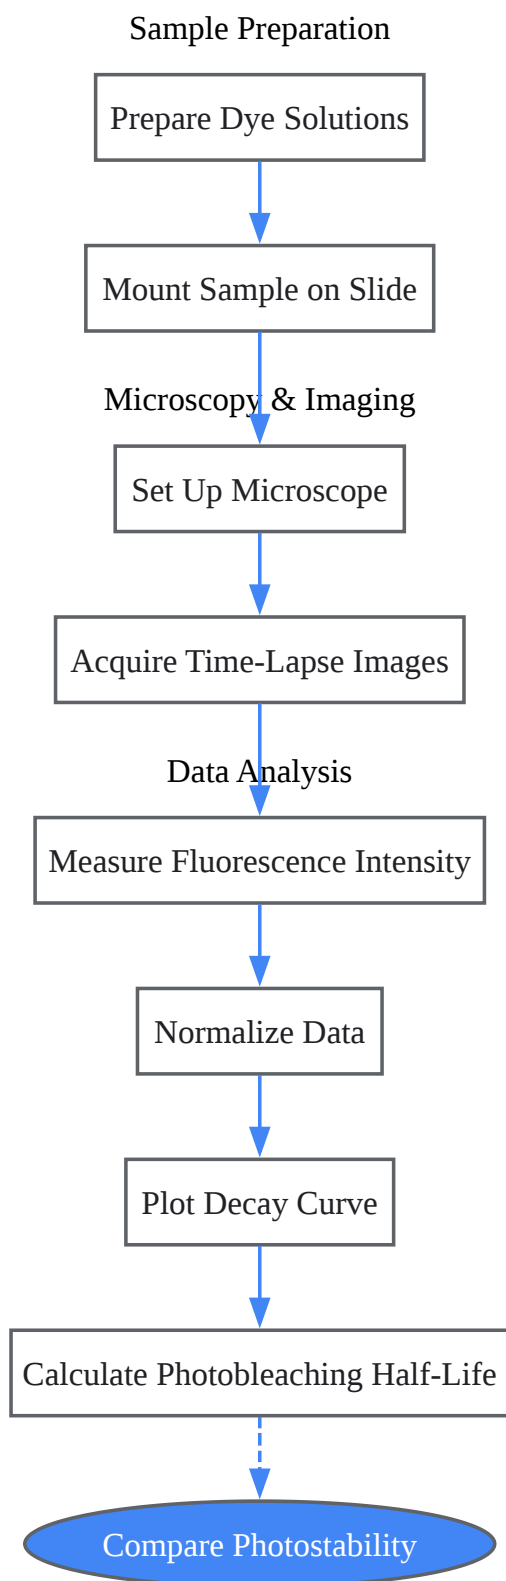 Sample Preparation
Prepare Dye Solutions
Mount Sample on Slide
Microscopy & Imaging
Set Up Microscope
Acquire Time-Lapse Images
Data Analysis
Measure Fluorescence Intensity
Normalize Data
Plot Decay Curve
Calculate Photobleaching Half-Life
Compare Photostability